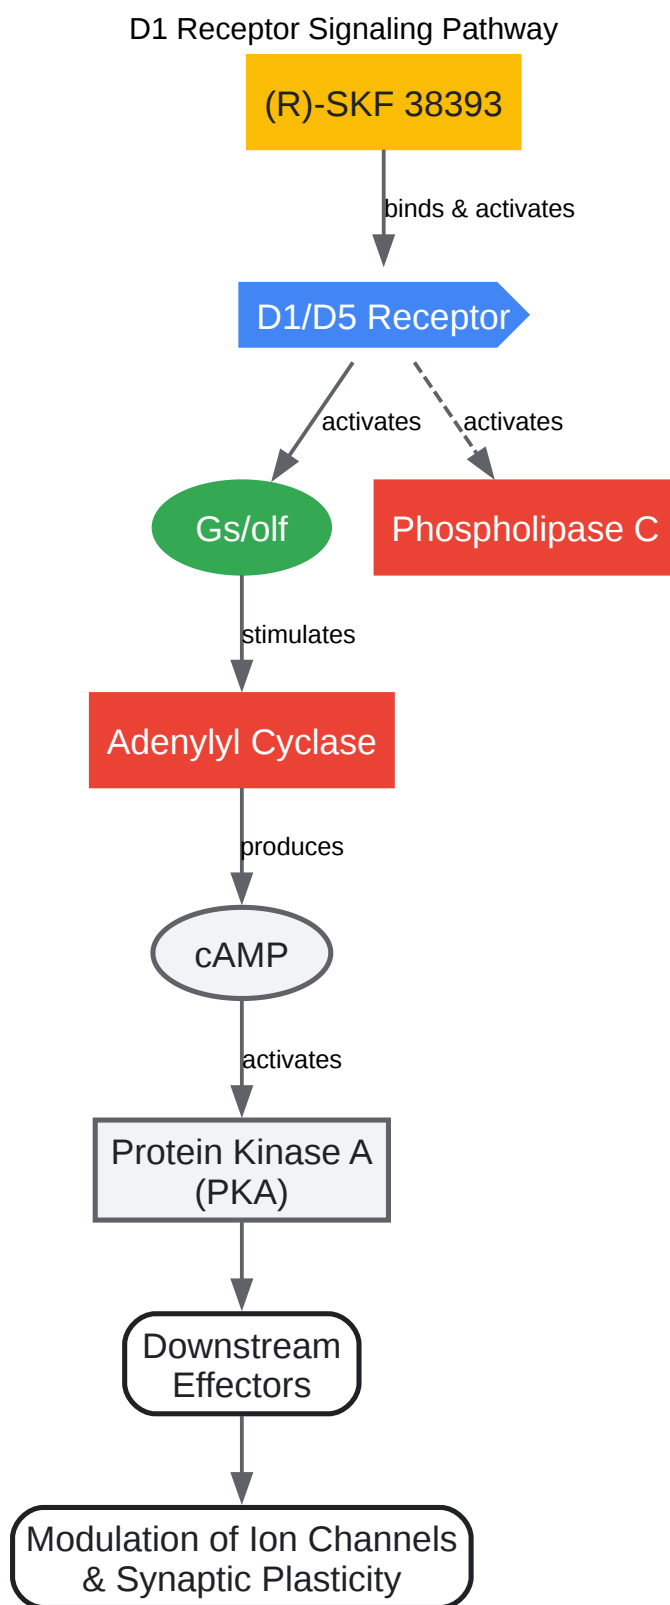 D1 Receptor Signaling Pathway
(R)-SKF 38393
binds & activates
D1/D5 Receptor
activates
activates
Gs/olf
Phospholipase C
stimulates
Adenylyl Cyclase
produces
cAMP
activates
Protein Kinase A
(PKA)
Downstream
Effectors
Modulation of Ion Channels
& Synaptic Plasticity